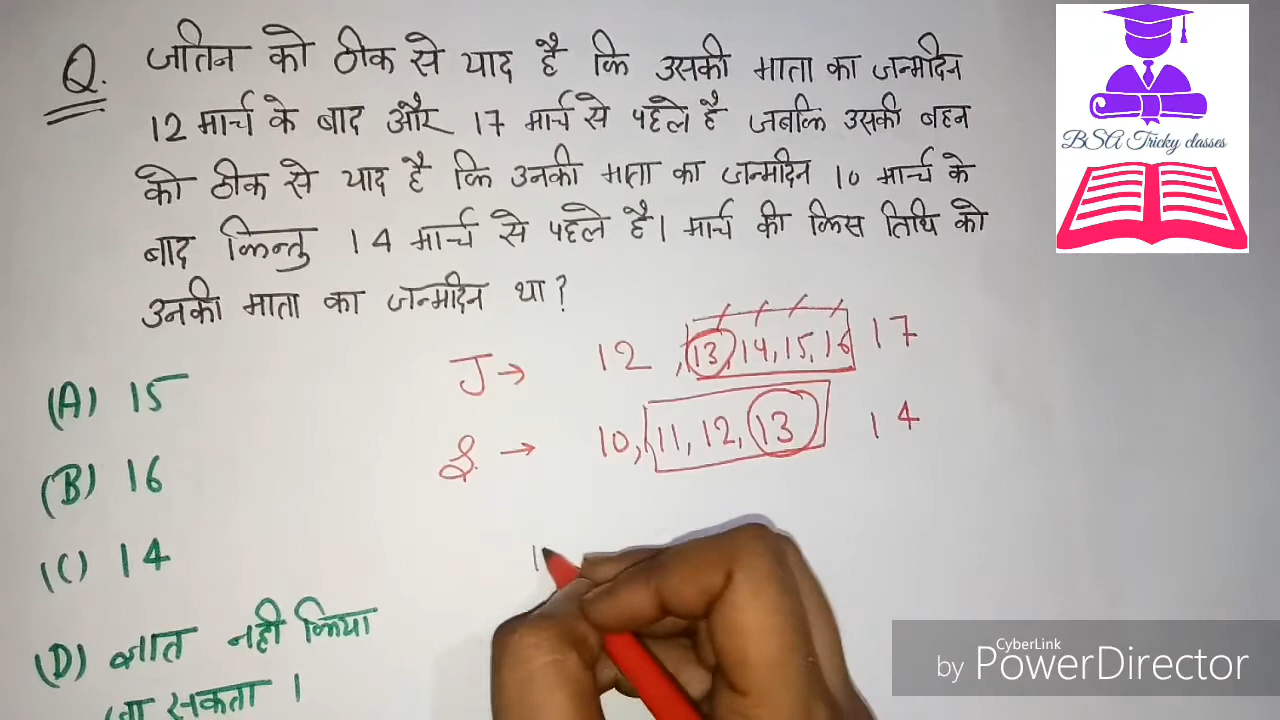 Q. जतिन को ठीक से याद है कि उसकी माता का जन्मदिन
12 मार्च के बाद और 17 मार्च से पहले है जबकि उसकी बहन
को ठीक से याद है कि उनकी माता का जन्मदिन 10 मार्च के
बाद किन्तु 14 मार्च से पहले है। मार्च की किस तिथि को
उनकी माता का जन्मदिन था?
J → 12, 13, 14, 15, 16 17
S → 10, 11, 12, 13 14
(A) 15
(B) 16
(C) 14
(D) ज्ञात नही किया
जा सकता ।
1
BSA Tricky classes
CyberLink
by PowerDirector